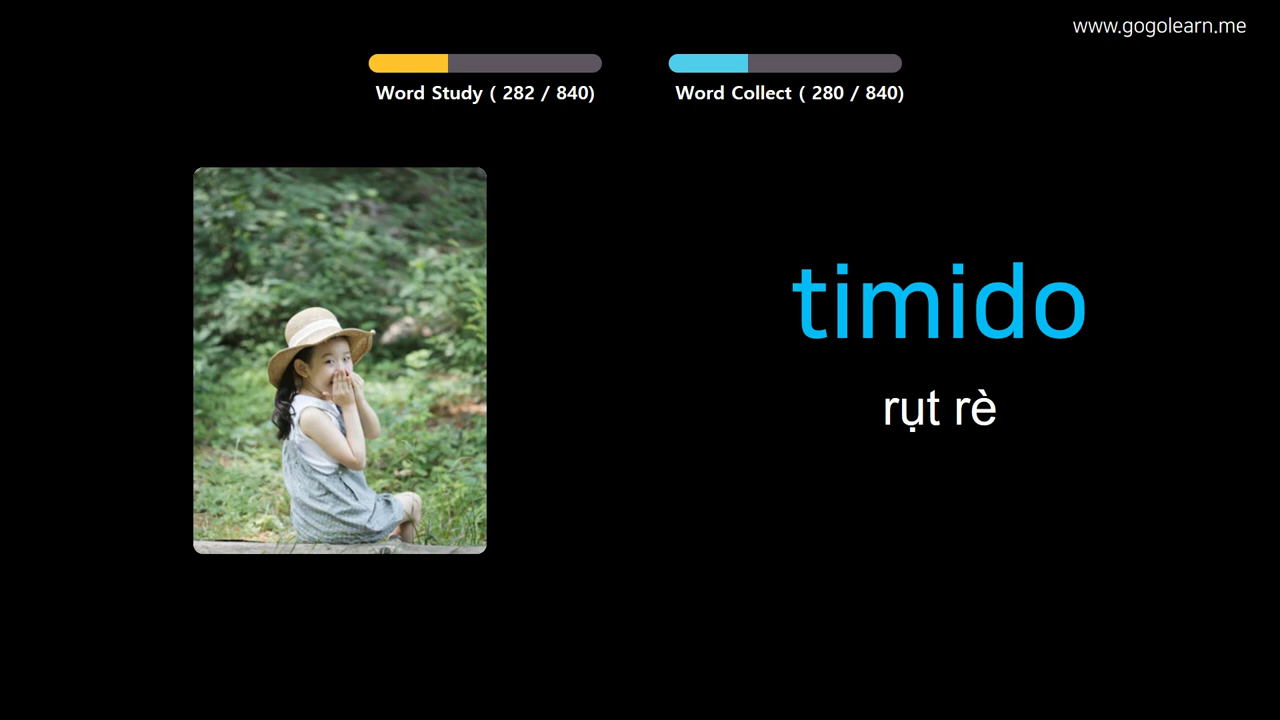 www.gogolearn.me
Word Study ( 282 / 840)
Word Collect ( 280 / 840)
timido
rụt rè